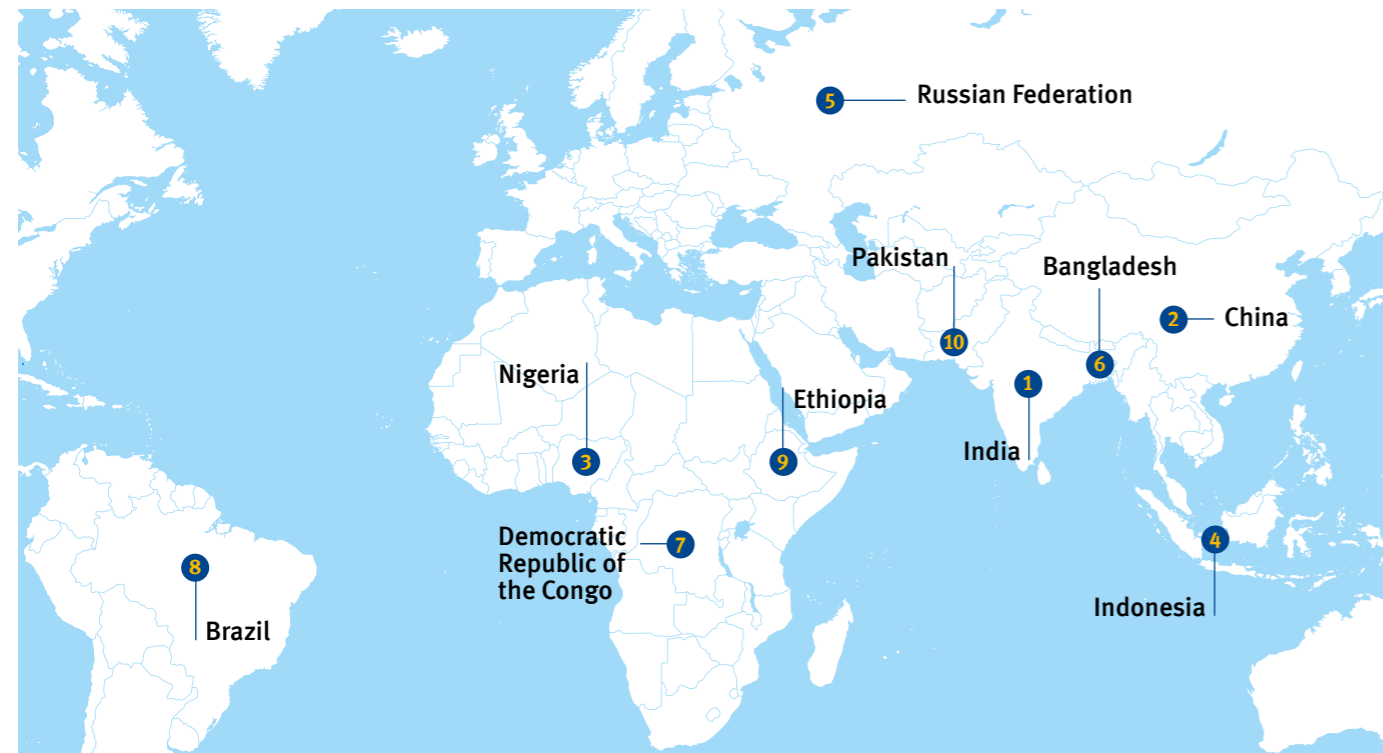 5
Russian Federation
Pakistan
Bangladesh
2
China
10
6
Nigeria
1
Ethiopia
India
3
9
Democratic
Republic of
the Congo
7
4
8
Indonesia
Brazil